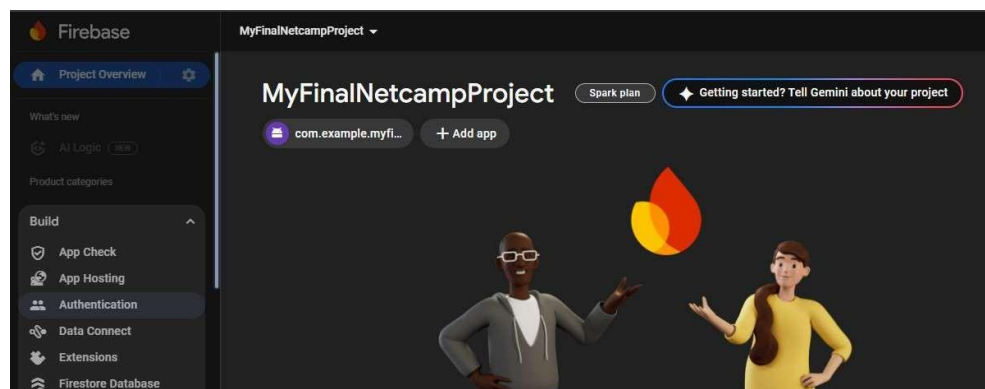 Firebase
MyFinalNetcampProject
Project Overview
What's new
AI Logic NEW
Product categories
Build
App Check
App Hosting
Authentication
Data Connect
Extensions
Firestore Database
MyFinalNetcampProject
Spark plan
Getting started? Tell Gemini about your project
com.example.myfi...
+ Add app